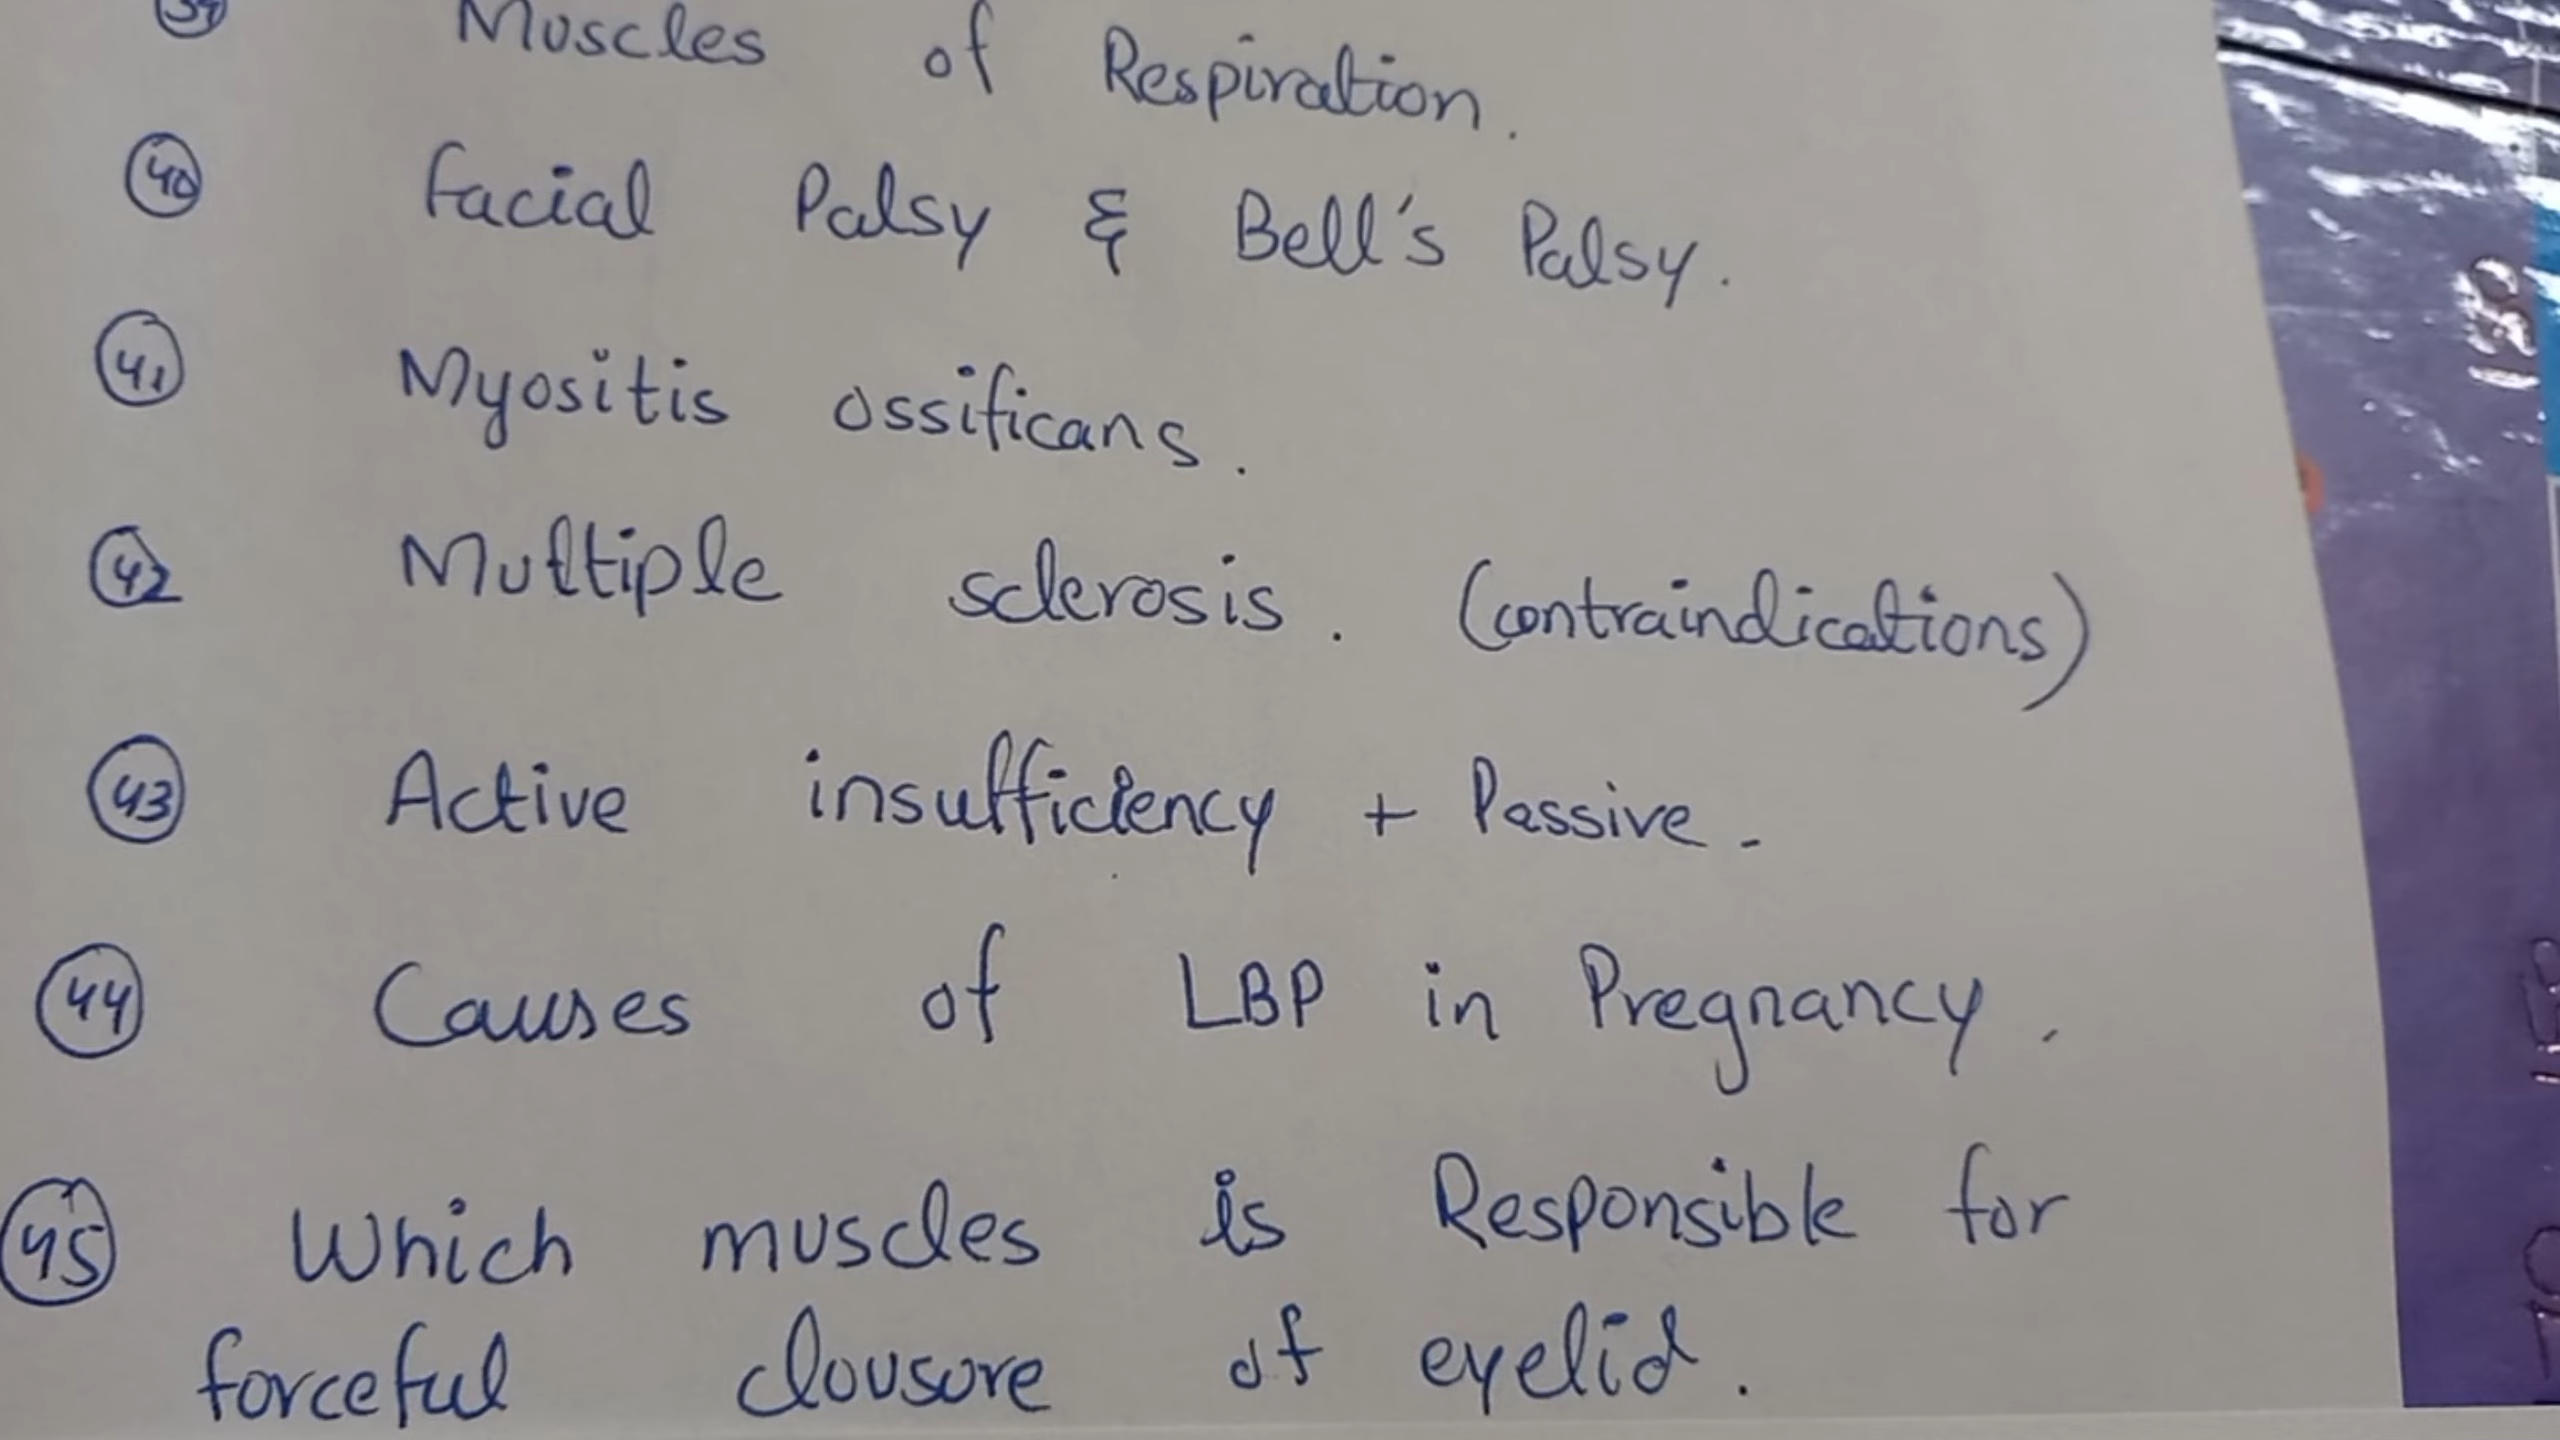 39 Muscles of Respiration.
40 Facial Palsy & Bell's Palsy.
41 Myositis ossificans.
42 Multiple sclerosis. (contraindications)
43 Active insufficiency + Passive.
44 Causes of LBP in Pregnancy.
45 Which muscles is Responsible for
forceful clousure of eyelid.